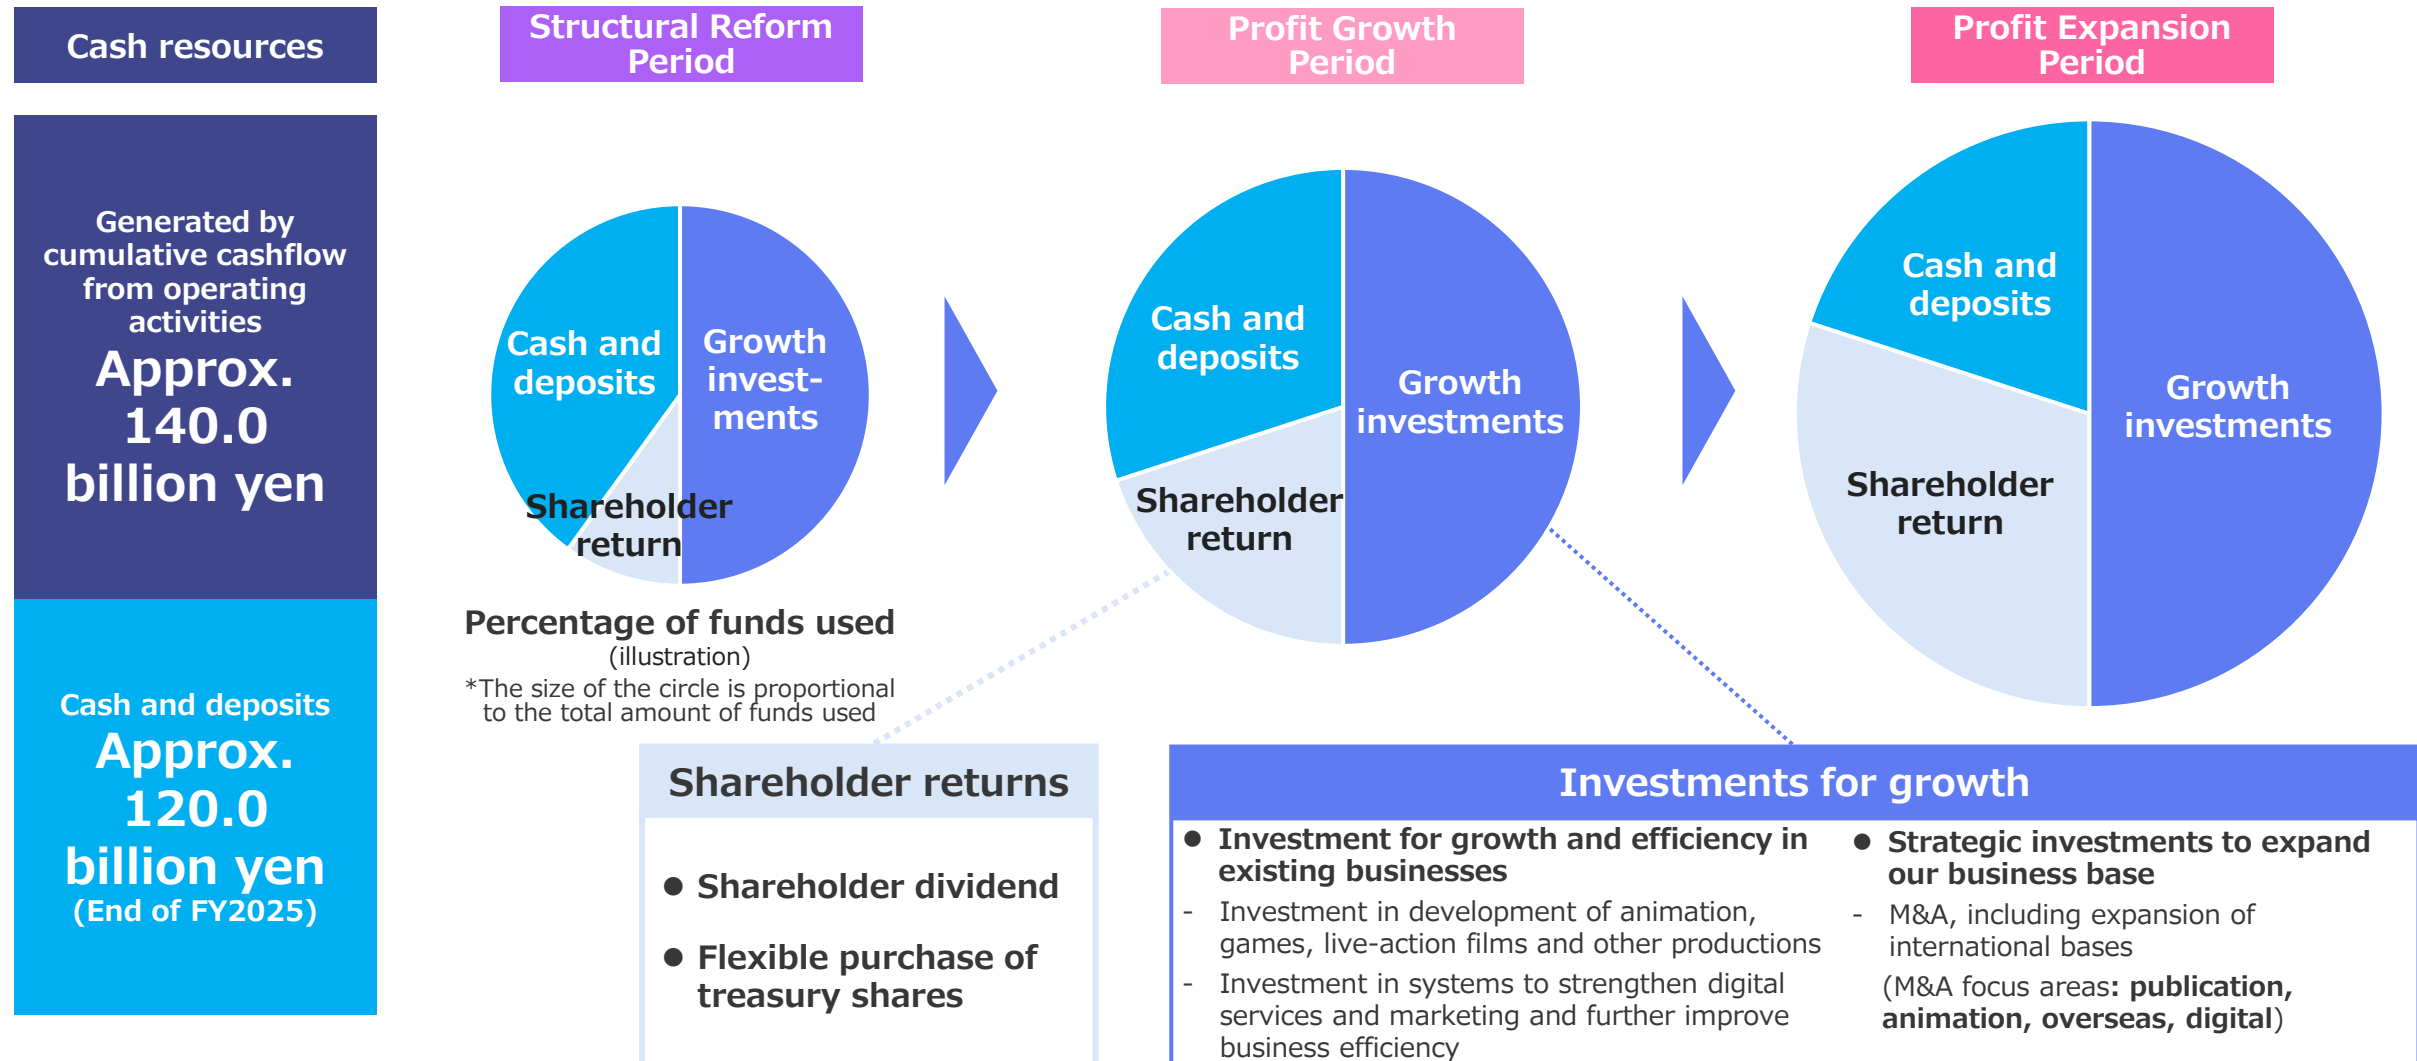 Cash resources
Generated by
cumulative cashflow
from operating
activities
Approx.
140.0
billion yen
Cash and deposits
Approx.
120.0
billion yen
(End of FY2025)
Structural Reform
Period
Cash and
deposits
Growth
invest-
ments
Shareholder
return
Percentage of funds used
(illustration)
*The size of the circle is proportional
to the total amount of funds used
Profit Growth
Period
Cash and
deposits
Growth
investments
Shareholder
return
Profit Expansion
Period
Cash and
deposits
Growth
investments
Shareholder
return
Shareholder returns
● Shareholder dividend
● Flexible purchase of
treasury shares
Investments for growth
● Investment for growth and efficiency in
existing businesses
- Investment in development of animation,
games, live-action films and other productions
- Investment in systems to strengthen digital
services and marketing and further improve
business efficiency
● Strategic investments to expand
our business base
- M&A, including expansion of
international bases
(M&A focus areas: publication,
animation, overseas, digital)